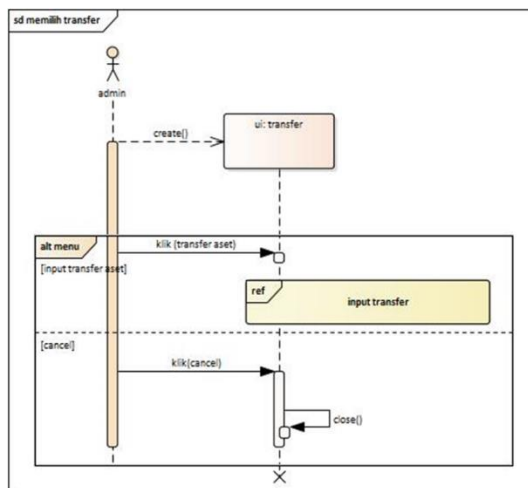 sd memilih transfer
admin
create()
ui: transfer
alt menu
klik (transfer aset)
[input transfer aset]
ref
input transfer
[cancel]
klik(cancel)
close()